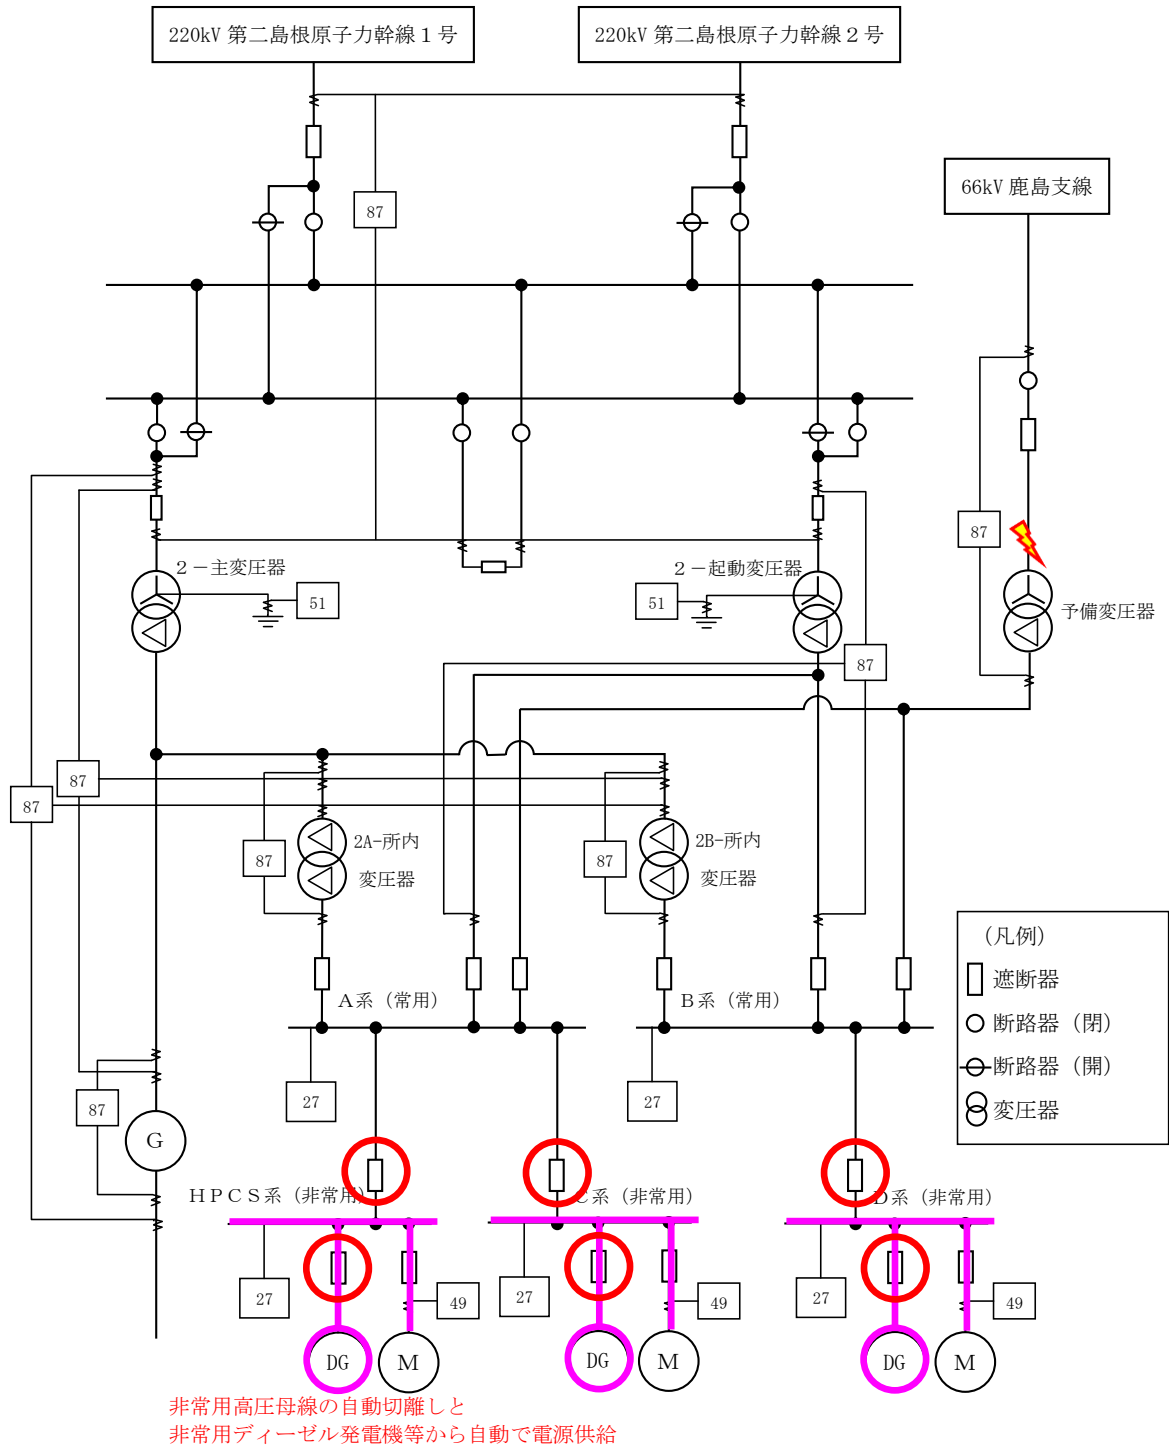 220kV 第二島根原子力幹線１号
220kV 第二島根原子力幹線２号
66kV 鹿島支線
87
87
２－主変圧器
51
２－起動変圧器
51
予備変圧器
87
87
87
2A-所内
変圧器
87
2B-所内
変圧器
87
(凡例)
遮断器
断路器（閉）
断路器（開）
変圧器
Ａ系（常用）
Ｂ系（常用）
27
27
87
G
ＨＰＣＳ系（非常用）
C系（非常用）
D系（非常用）
27
49
27
49
27
49
DG
M
DG
M
DG
M
非常用高圧母線の自動切離しと
非常用ディーゼル発電機等から自動で電源供給